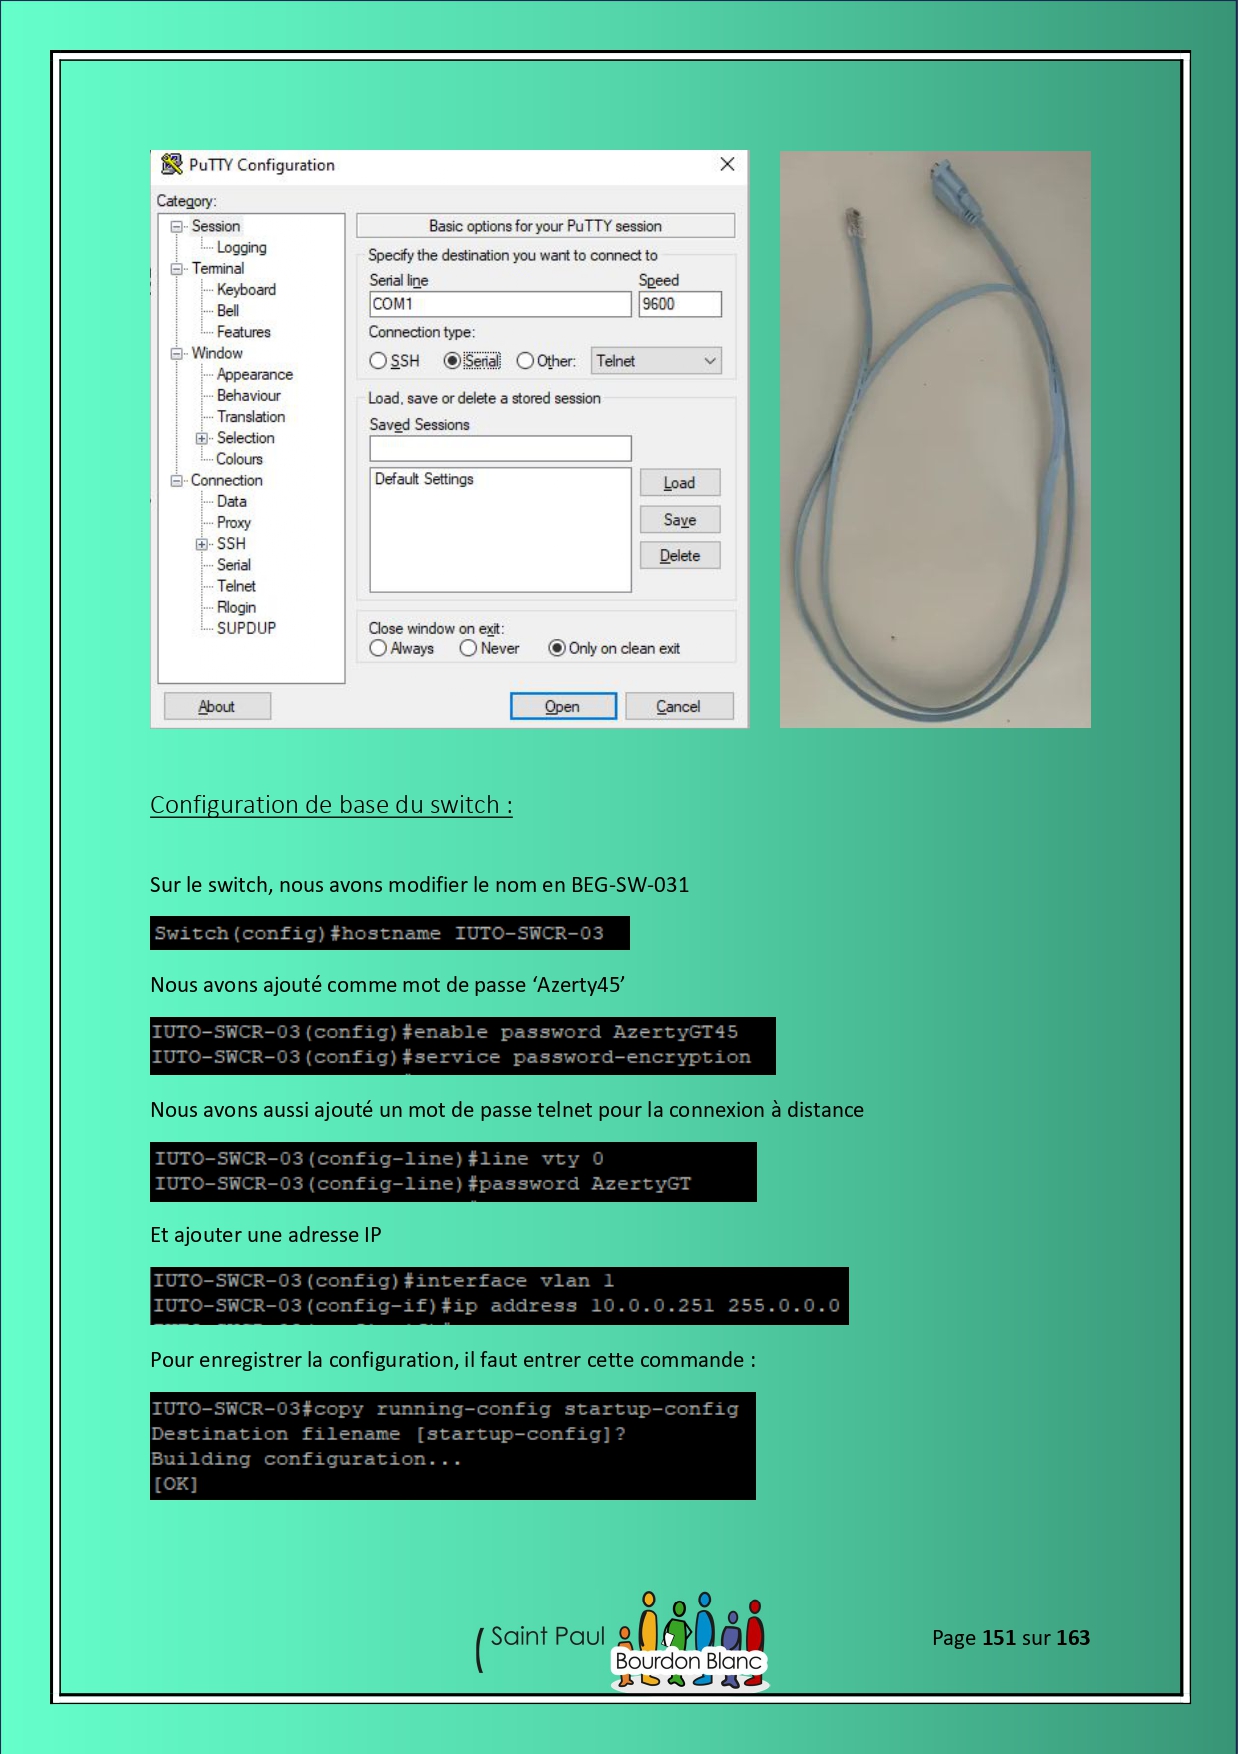 PuTTY Configuration
Category:
Session
Logging
Terminal
Keyboard
Bell
Features
Window
Appearance
Behaviour
Translation
Selection
Colours
Connection
Data
Proxy
SSH
Serial
Telnet
Rlogin
SUPDUP
Basic options for your PuTTY session
Specify the destination you want to connect to
Serial line Speed
COM1 9600
Connection type:
SSH Serial Other: Telnet
Load, save or delete a stored session
Saved Sessions
Default Settings
Load
Save
Delete
Close window on exit:
Always Never Only on clean exit
About Open Cancel
Configuration de base du switch :
Sur le switch, nous avons modifier le nom en BEG-SW-031
Switch(config)#hostname IUTO-SWCR-03
Nous avons ajouté comme mot de passe ‘Azerty45’
IUTO-SWCR-03(config)#enable password AzertyGT45
IUTO-SWCR-03(config)#service password-encryption
Nous avons aussi ajouté un mot de passe telnet pour la connexion à distance
IUTO-SWCR-03(config-line)#line vty 0
IUTO-SWCR-03(config-line)#password AzertyGT
Et ajouter une adresse IP
IUTO-SWCR-03(config)#interface vlan 1
IUTO-SWCR-03(config-if)#ip address 10.0.0.251 255.0.0.0
Pour enregistrer la configuration, il faut entrer cette commande :
IUTO-SWCR-03#copy running-config startup-config
Destination filename [startup-config]?
Building configuration...
[OK]
Saint Paul
Bourdon Blanc
Page 151 sur 163